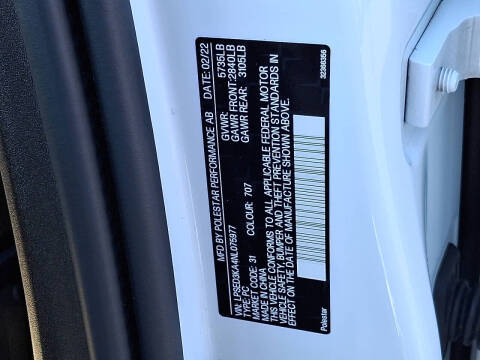 MFD BY POLESTAR PERFORMANCE AB DATE: 02/22
GVWR: 5735LB
GAWR FRONT: 2840LB
GAWR REAR: 3105LB
VIN: LPSED3KA4NL075977
TYPE: PC
MARKET CODE: 31 COLOUR: 707
MADE IN CHINA
THIS VEHICLE CONFORMS TO ALL APPLICABLE FEDERAL MOTOR
VEHICLE SAFETY, BUMPER AND THEFT PREVENTION STANDARDS IN
EFFECT ON THE DATE OF MANUFACTURE SHOWN ABOVE.
Polestar